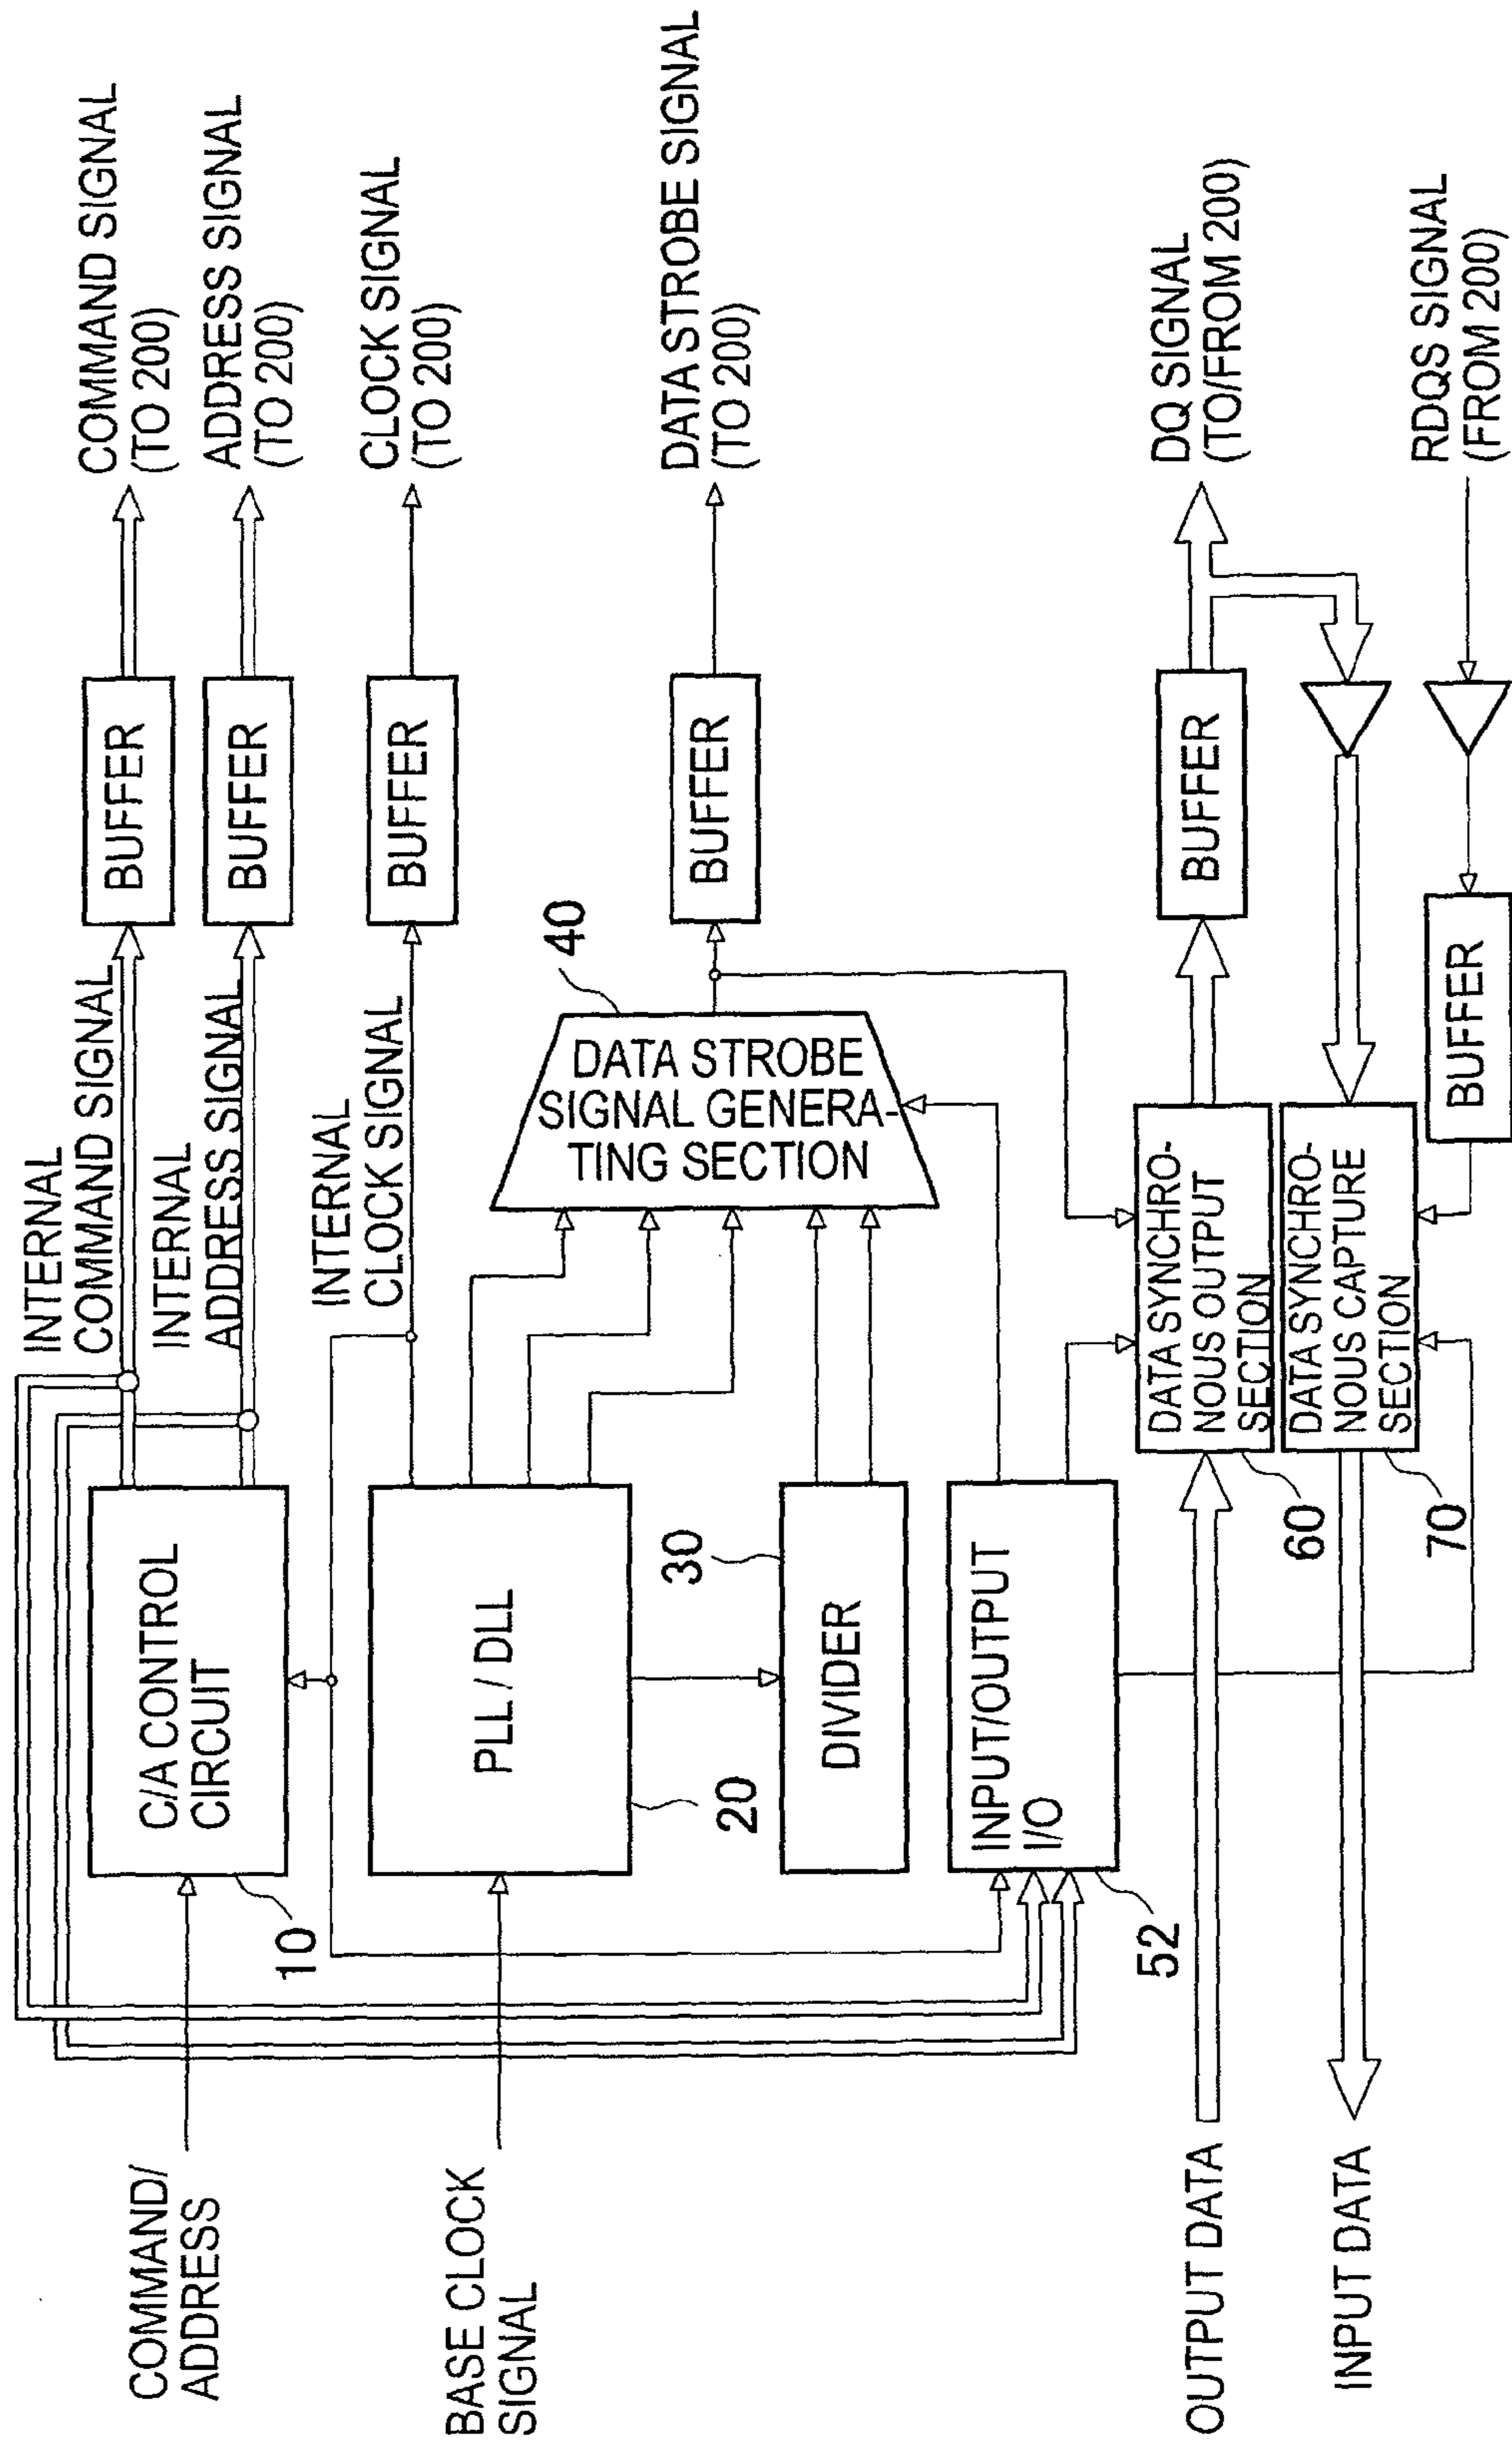 COMMAND/
ADDRESS
BASE CLOCK
SIGNAL
OUTPUT DATA
INPUT DATA
C/A CONTROL
CIRCUIT
10
PLL / DLL
20
DIVIDER
30
INPUT/OUTPUT
I/O
52
INTERNAL
COMMAND SIGNAL
INTERNAL
ADDRESS SIGNAL
INTERNAL
CLOCK SIGNAL
DATA STROBE
SIGNAL GENERA-
TING SECTION
40
DATA SYNCHRO-
NOUS OUTPUT
SECTION
60
DATA SYNCHRO-
NOUS CAPTURE
SECTION
70
BUFFER
BUFFER
BUFFER
BUFFER
BUFFER
BUFFER
COMMAND SIGNAL
(TO 200)
ADDRESS SIGNAL
(TO 200)
CLOCK SIGNAL
(TO 200)
DATA STROBE SIGNAL
(TO 200)
DQ SIGNAL
(TO/FROM 200)
RDQS SIGNAL
(FROM 200)